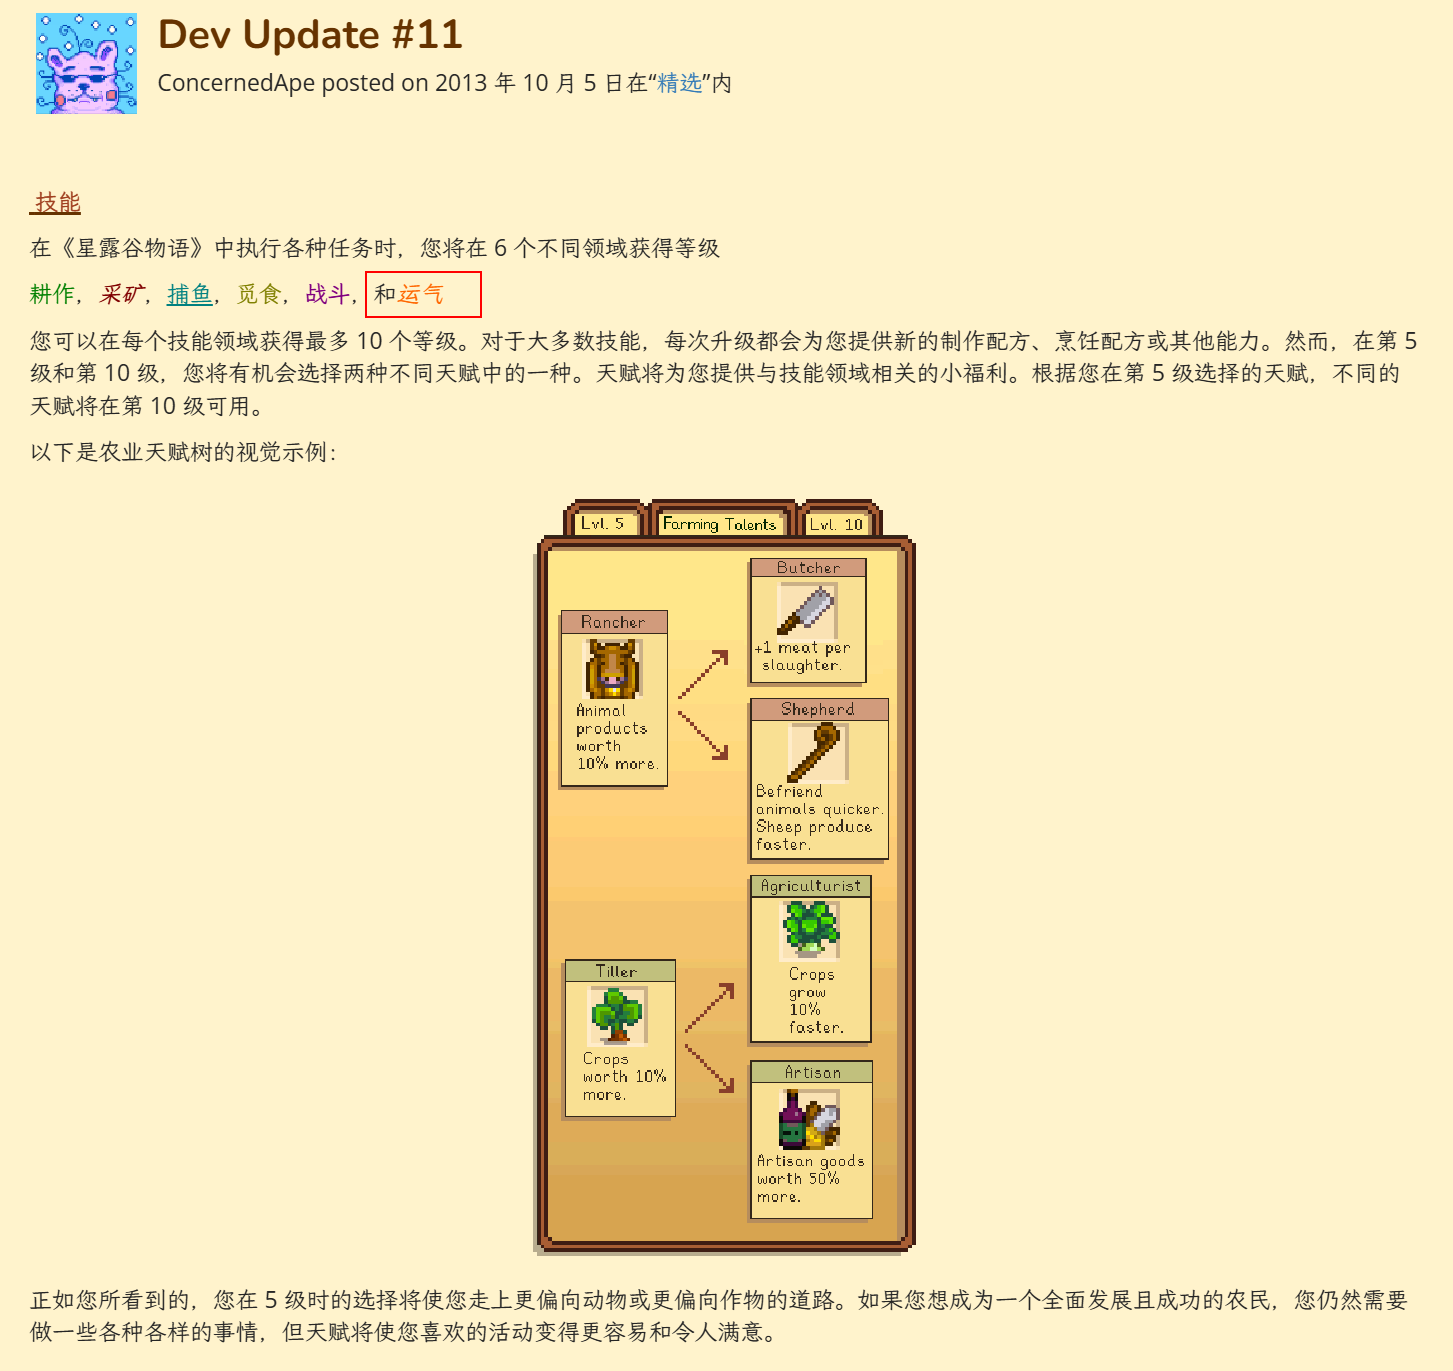 Dev Update #11
ConcernedApe posted on 2013 年 10 月 5 日在“精选”内
技能
在《星露谷物语》中执行各种任务时，您将在 6 个不同领域获得等级
耕作，采矿，捕鱼，觅食，战斗，和运气
您可以在每个技能领域获得最多 10 个等级。对于大多数技能，每次升级都会为您提供新的制作配方、烹饪配方或其他能力。然而，在第 5
级和第 10 级，您将有机会选择两种不同天赋中的一种。天赋将为您提供与技能领域相关的小福利。根据您在第 5 级选择的天赋，不同的
天赋将在第 10 级可用。
以下是农业天赋树的视觉示例：
Lvl. 5
Farming Talents
Lvl. 10
Rancher
Animal
products
worth
10% more.
Butcher
+1 meat per
slaughter.
Shepherd
Befriend
animals quicker.
Sheep produce
faster.
Tiller
Crops
worth 10%
more.
Agriculturist
Crops
grow
10%
faster.
Artisan
Artisan goods
worth 50%
more.
正如您所看到的，您在 5 级时的选择将使您走上更偏向动物或更偏向作物的道路。如果您想成为一个全面发展且成功的农民，您仍然需要
做一些各种各样的事情，但天赋将使您喜欢的活动变得更容易和令人满意。